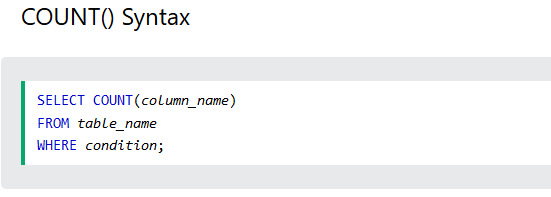 COUNT() Syntax
SELECT COUNT(column_name)
FROM table_name
WHERE condition;